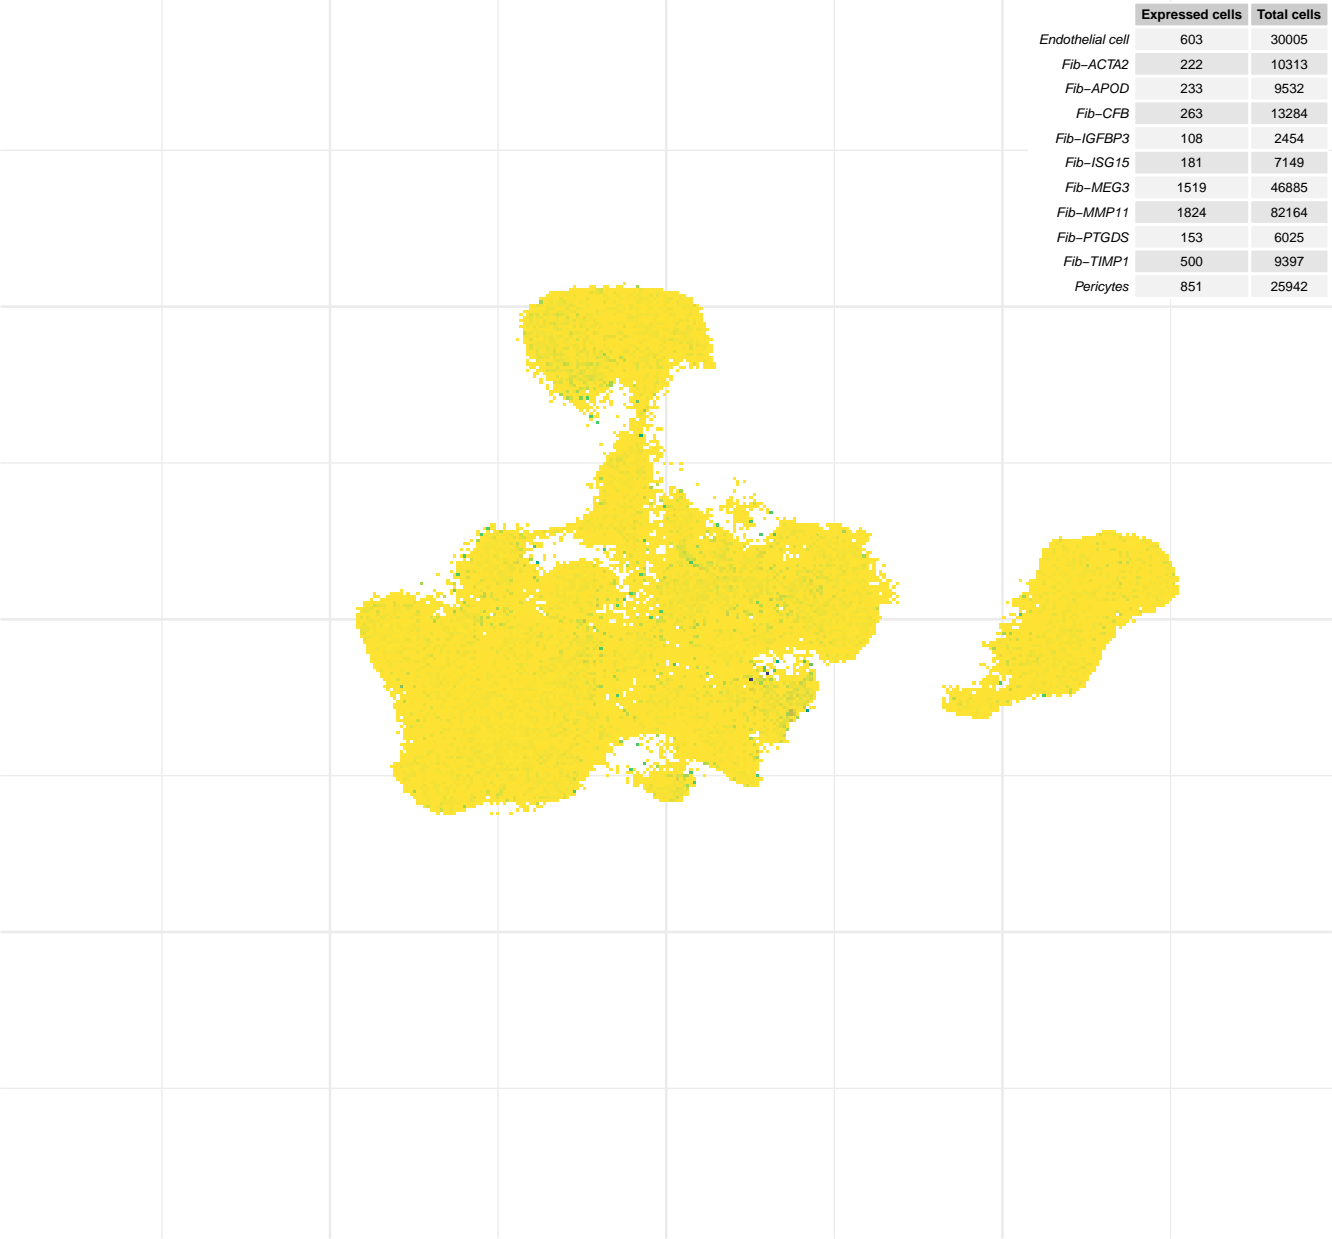 Expressed cells Total cells
Endothelial cell 603 30005
Fib−ACTA2 222 10313
Fib−APOD 233 9532
Fib−CFB 263 13284
Fib−IGFBP3 108 2454
Fib−ISG15 181 7149
Fib−MEG3 1519 46885
Fib−MMP11 1824 82164
Fib−PTGDS 153 6025
Fib−TIMP1 500 9397
Pericytes 851 25942